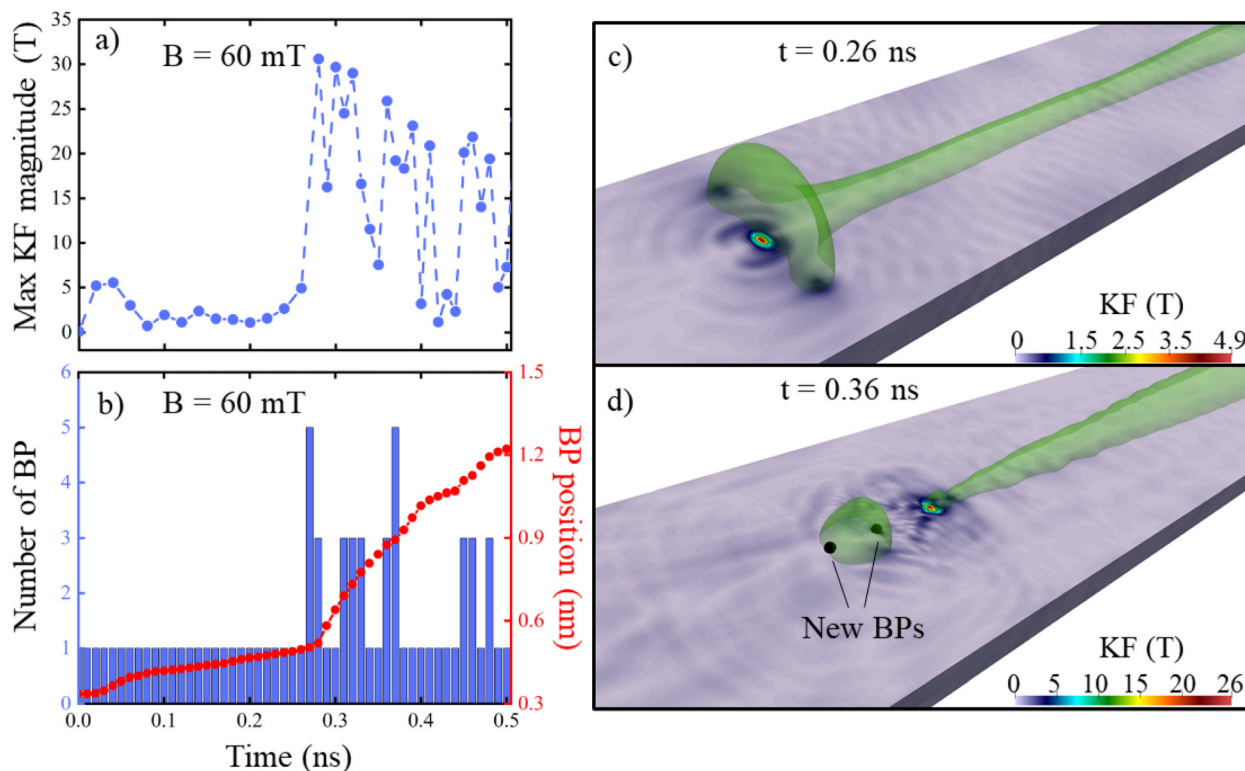 a)
B = 60 mT
Max KF magnitude (T)
35
30
25
20
15
10
5
0
b)
B = 60 mT
Number of BP
6
5
4
3
2
1
0
BP position (nm)
1.5
1.2
0.9
0.6
0.3
0.0 0.1 0.2 0.3 0.4 0.5
Time (ns)
c)
t = 0.26 ns
KF (T)
0 1.5 2.5 3.5 4.9
d)
t = 0.36 ns
New BPs
KF (T)
0 5 10 15 20 26